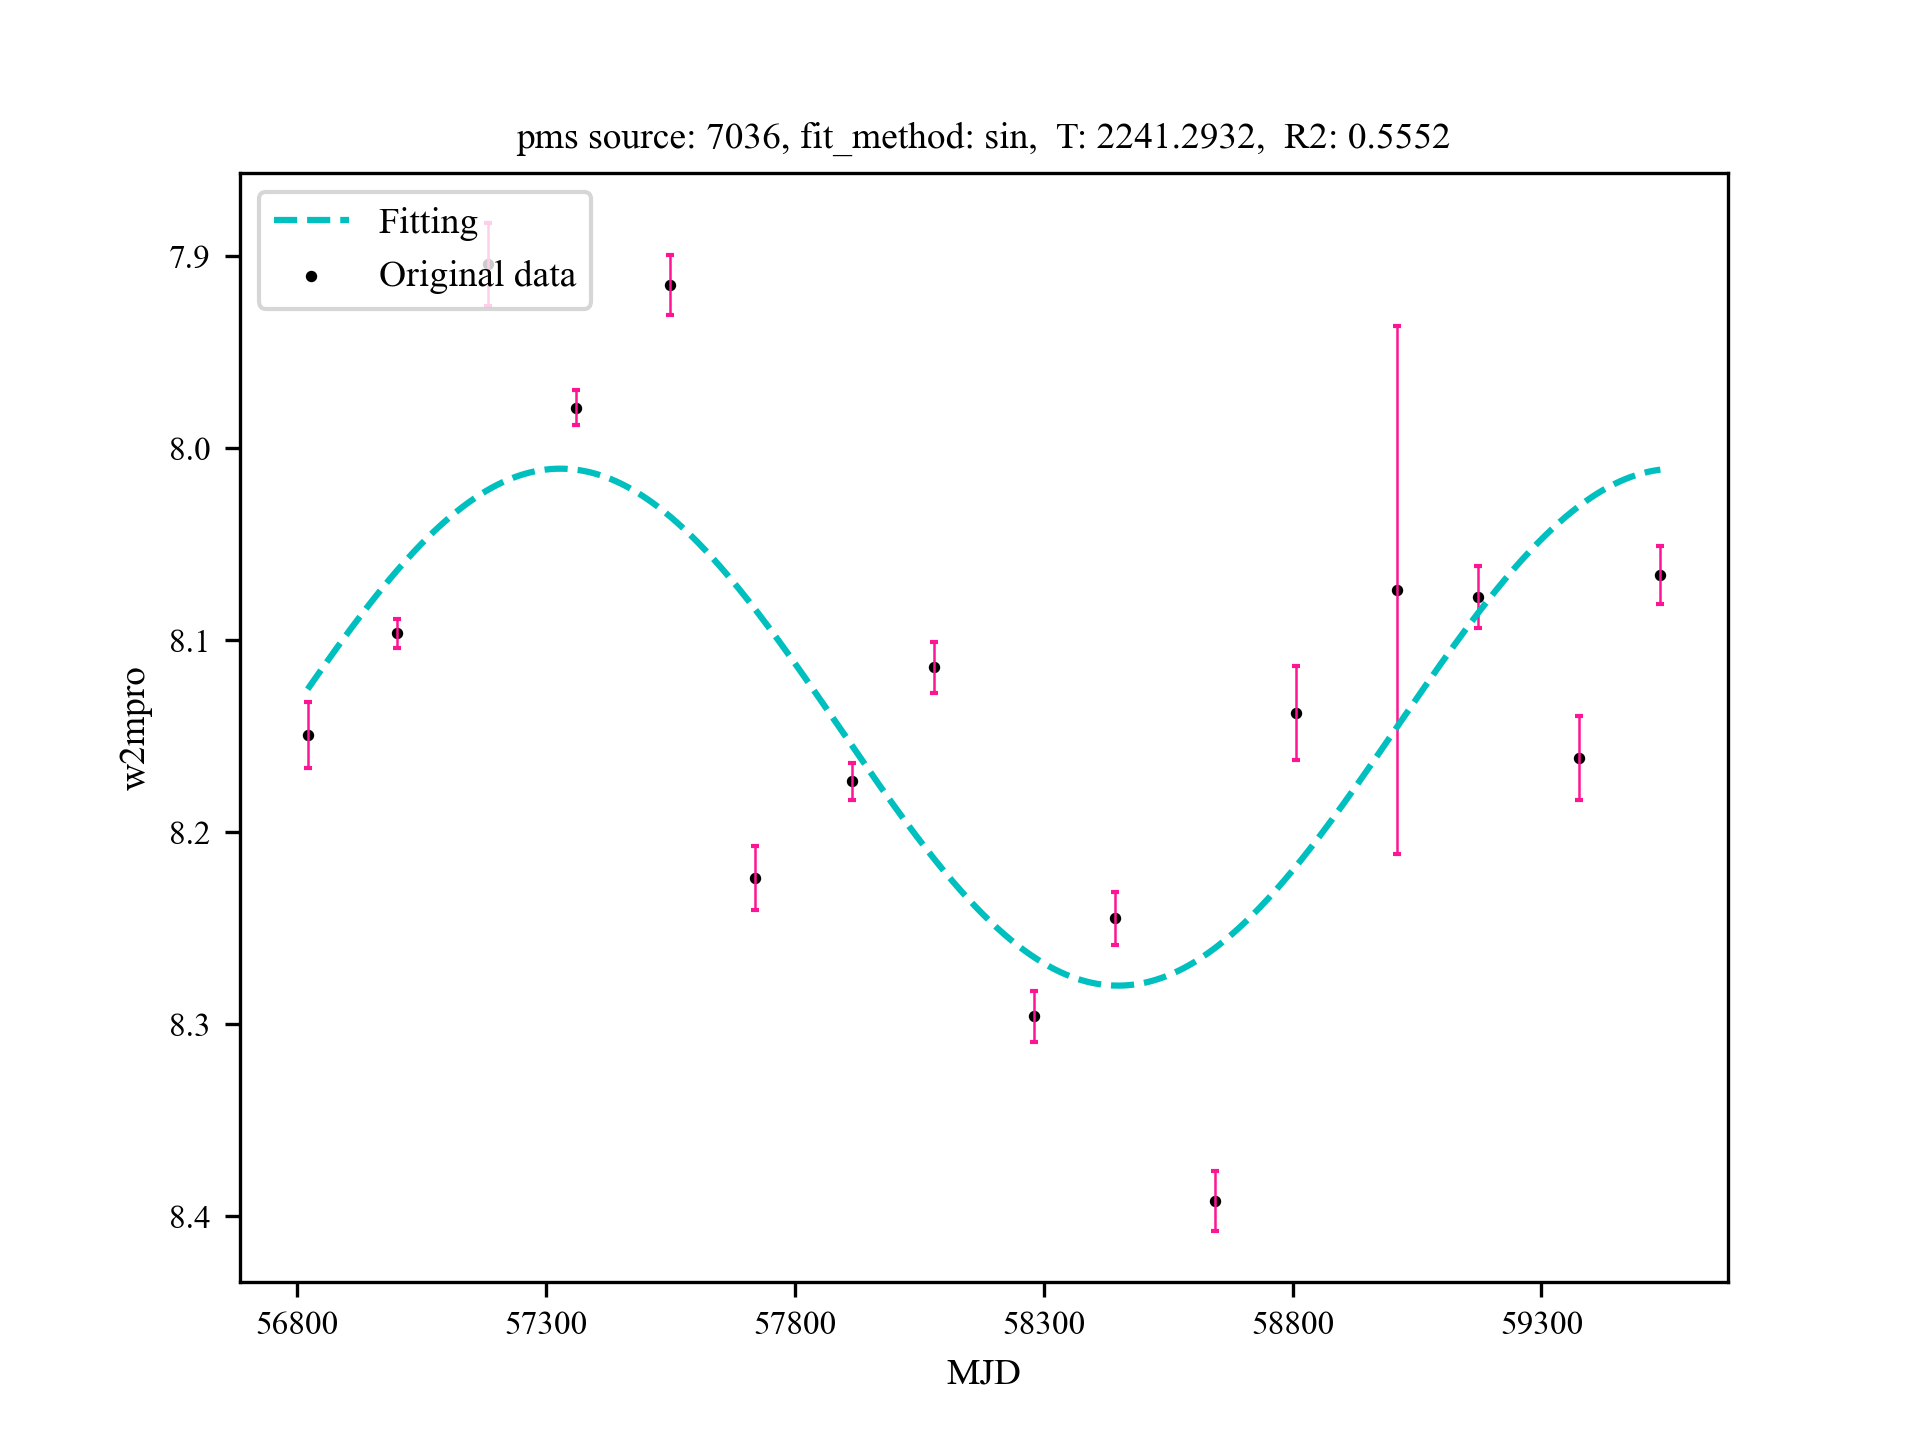 pms source: 7036, fit_method: sin,  T: 2241.2932,  R2: 0.5552
Fitting
Original data
7.9
8.0
8.1
8.2
8.3
8.4
w2mpro
56800
57300
57800
58300
58800
59300
MJD